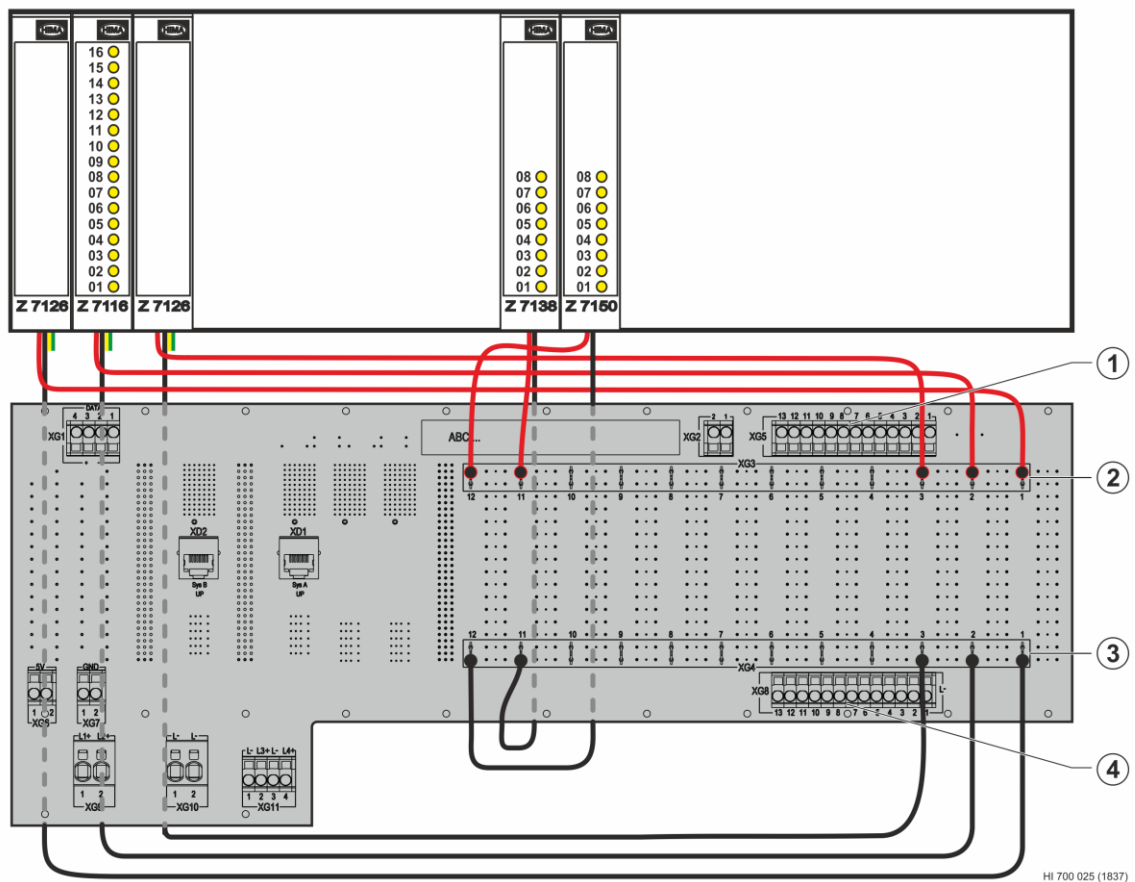 HIMA HIMA HIMA HIMA HIMA
16
15
14
13
12
11
10
09
08 08 08
07 07 07
06 06 06
05 05 05
04 04 04
03 03 03
02 02 02
01 01 01
Z 7126 Z 7116 Z 7126 Z 7138 Z 7150
1
DATA
4 3 2 1
XG1
ABC...
2 1
XG2
13 12 11 10 9 8 7 6 5 4 3 2 1
XG5
XG3
2
12 11 10 9 8 7 6 5 4 3 2 1
XD2 XD1
Sys B Sys A
UP UP
12 11 10 9 8 7 6 5 4 3 2 1
3
XG4
5V GND
XG8 L-
1 2 1 2
13 12 11 10 9 8 7 6 5 4 3 2 1
XG6 XG7
L1+ L2+ L- L- L- L3+ L- L4+
4
1 2 1 2 1 2 3 4
XG9 XG10 XG11
HI 700 025 (1837)